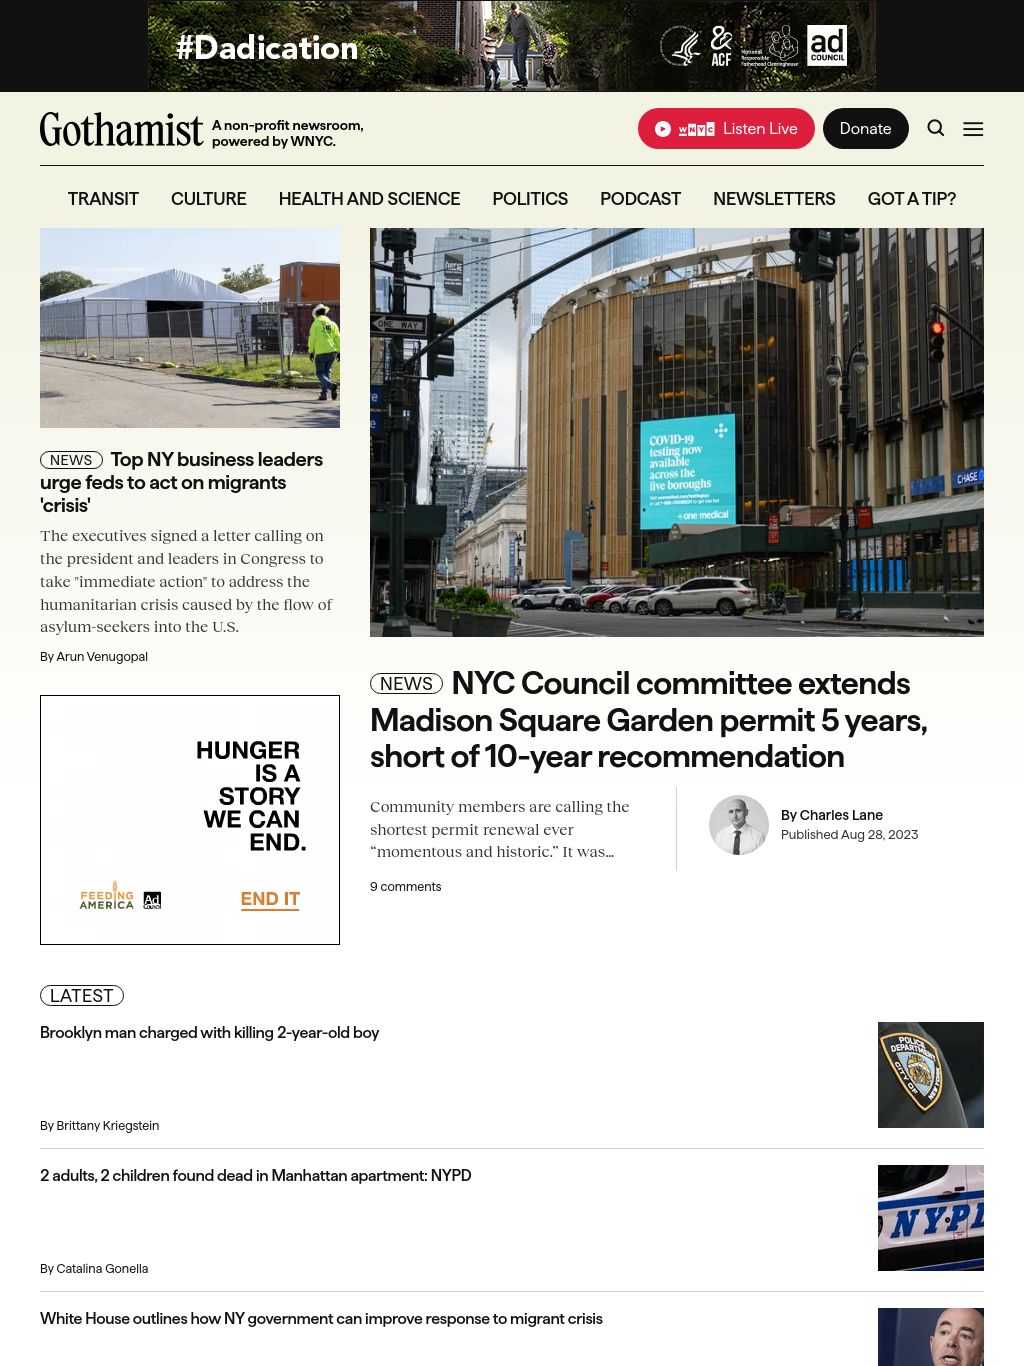 #Dadication
&
ACF
National
Responsible
Fatherhood Clearinghouse
ad
COUNCIL
Gothamist
A non-profit newsroom,
powered by WNYC.
WNYC Listen Live
Donate
TRANSIT CULTURE HEALTH AND SCIENCE POLITICS PODCAST NEWSLETTERS GOT A TIP?
ONE WAY
COVID-19
testing now
available
across the
five boroughs
one medical
CHASE
NEWS Top NY business leaders
urge feds to act on migrants
'crisis'
The executives signed a letter calling on
the president and leaders in Congress to
take "immediate action" to address the
humanitarian crisis caused by the flow of
asylum-seekers into the U.S.
By Arun Venugopal
NEWS NYC Council committee extends
Madison Square Garden permit 5 years,
short of 10-year recommendation
Community members are calling the
shortest permit renewal ever
“momentous and historic.” It was…
9 comments
By Charles Lane
Published Aug 28, 2023
HUNGER
IS A
STORY
WE CAN
END.
FEEDING
AMERICA
Ad
Council
END IT
LATEST
Brooklyn man charged with killing 2-year-old boy
By Brittany Kriegstein
POLICE
DEPARTMENT
CITY OF
NEW YORK
2 adults, 2 children found dead in Manhattan apartment: NYPD
By Catalina Gonella
NYPD
White House outlines how NY government can improve response to migrant crisis